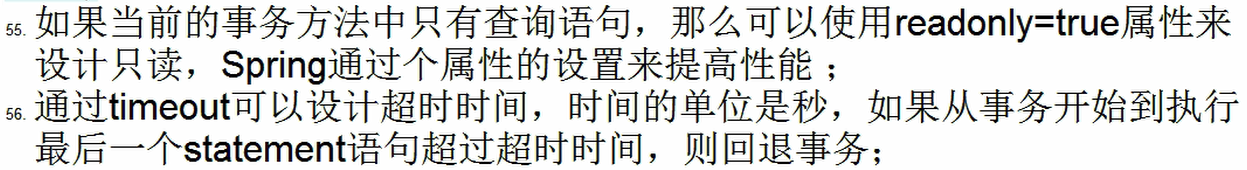 55. 如果当前的事务方法中只有查询语句，那么可以使用readonly=true属性来
设计只读，Spring通过个属性的设置来提高性能；
56. 通过timeout可以设计超时时间，时间的单位是秒，如果从事务开始到执行
最后一个statement语句超过超时时间，则回退事务；